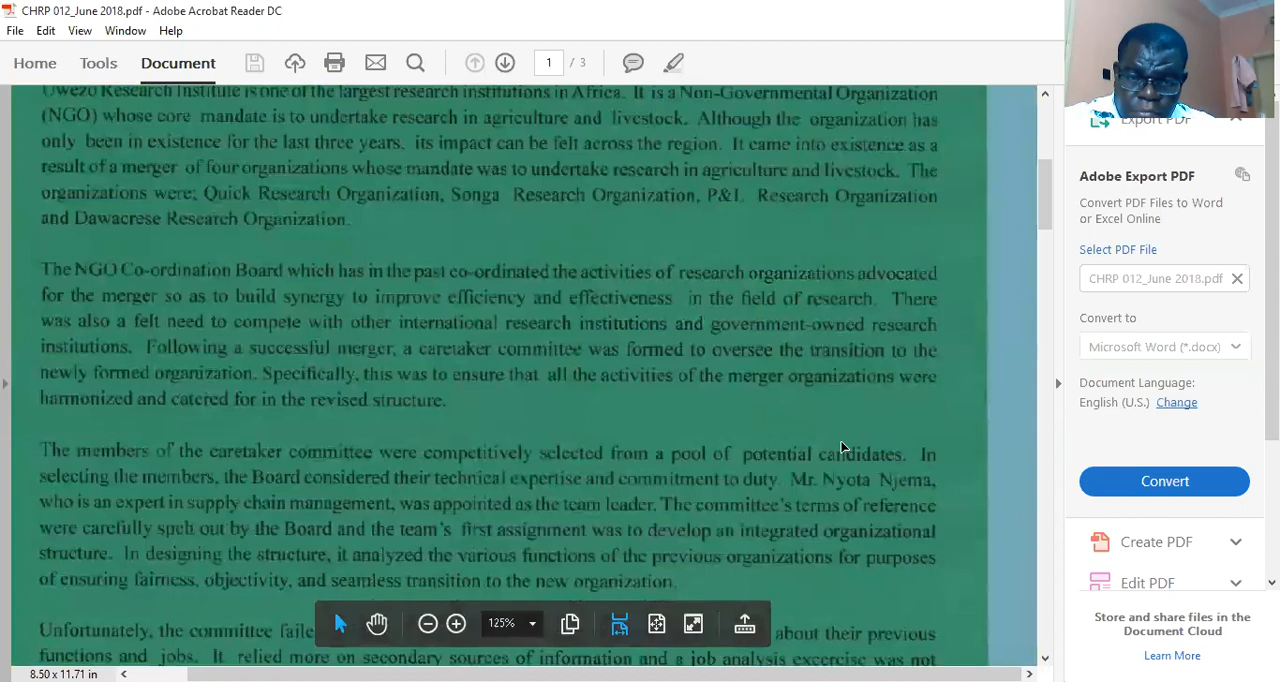 CHRP 012_June 2018.pdf - Adobe Acrobat Reader DC
File Edit View Window Help
Home Tools Document 1 / 3
Uwezo Research Institute is one of the largest research institutions in Africa. It is a Non-Governmental Organization
(NGO) whose core mandate is to undertake research in agriculture and livestock. Although the organization has
only been in existence for the last three years, its impact can be felt across the region. It came into existence as a
result of a merger of four organizations whose mandate was to undertake research in agriculture and livestock. The
organizations were; Quick Research Organization, Songa Research Organization, P&L Research Organization
and Dawacrese Research Organization.
The NGO Co-ordination Board which has in the past co-ordinated the activities of research organizations advocated
for the merger so as to build synergy to improve efficiency and effectiveness in the field of research. There
was also a felt need to compete with other international research institutions and government-owned research
institutions. Following a successful merger, a caretaker committee was formed to oversee the transition to the
newly formed organization. Specifically, this was to ensure that all the activities of the merger organizations were
harmonized and catered for in the revised structure.
The members of the caretaker committee were competitively selected from a pool of potential candidates. In
selecting the members, the Board considered their technical expertise and commitment to duty. Mr. Nyota Njema,
who is an expert in supply chain management, was appointed as the team leader. The committee's terms of reference
were carefully spelt out by the Board and the team's first assignment was to develop an integrated organizational
structure. In designing the structure, it analyzed the various functions of the previous organizations for purposes
of ensuring fairness, objectivity, and seamless transition to the new organization.
Unfortunately, the committee faile about their previous
functions and jobs. It relied more on secondary sources of information and a job analysis excercise was not
125%
8.50 x 11.71 in
Export PDF
Adobe Export PDF
Convert PDF Files to Word
or Excel Online
Select PDF File
CHRP 012_June 2018.pdf
Convert to
Microsoft Word (*.docx)
Document Language:
English (U.S.) Change
Convert
Create PDF
Edit PDF
Store and share files in the
Document Cloud
Learn More